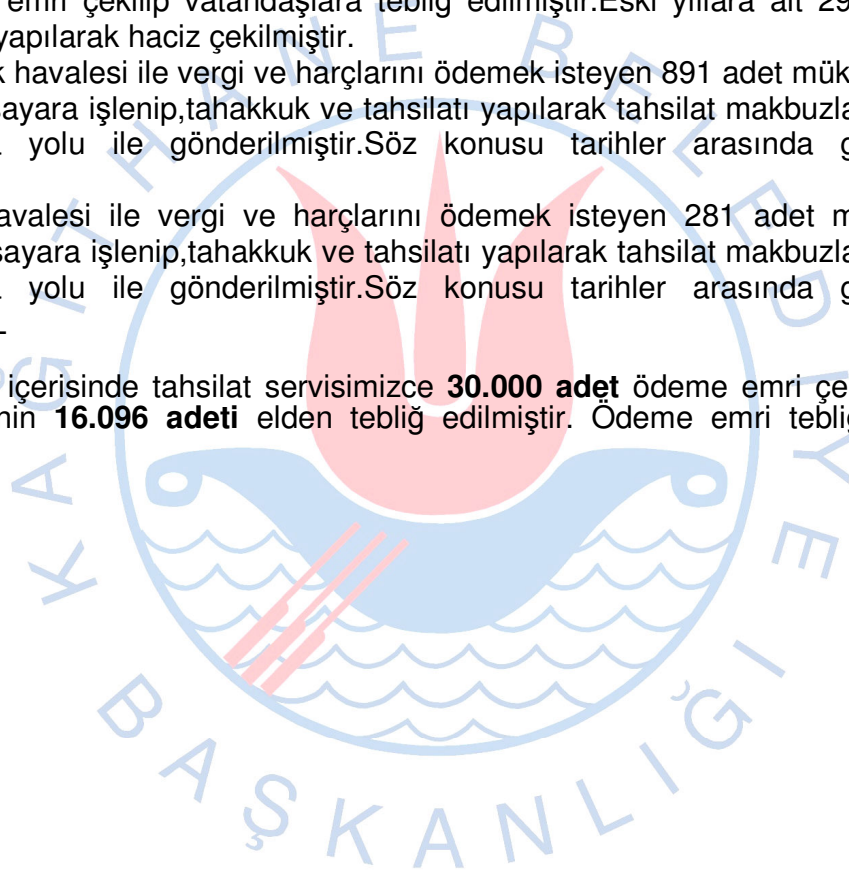 emri çekilip vatandaşlara tebliğ edilmiştir.Eski yıllara ait 29
yapılarak haciz çekilmiştir.
k havalesi ile vergi ve harçlarını ödemek isteyen 891 adet mük
sayara işlenip,tahakkuk ve tahsilatı yapılarak tahsilat makbuzla
yolu ile gönderilmiştir.Söz konusu tarihler arasında g
avalesi ile vergi ve harçlarını ödemek isteyen 281 adet m
sayara işlenip,tahakkuk ve tahsilatı yapılarak tahsilat makbuzla
yolu ile gönderilmiştir.Söz konusu tarihler arasında g
içerisinde tahsilat servisimizce 30.000 adet ödeme emri çe
nin 16.096 adeti elden tebliğ edilmiştir. Ödeme emri tebliğ
KAĞITHANE BELEDİYE BAŞKANLIĞI